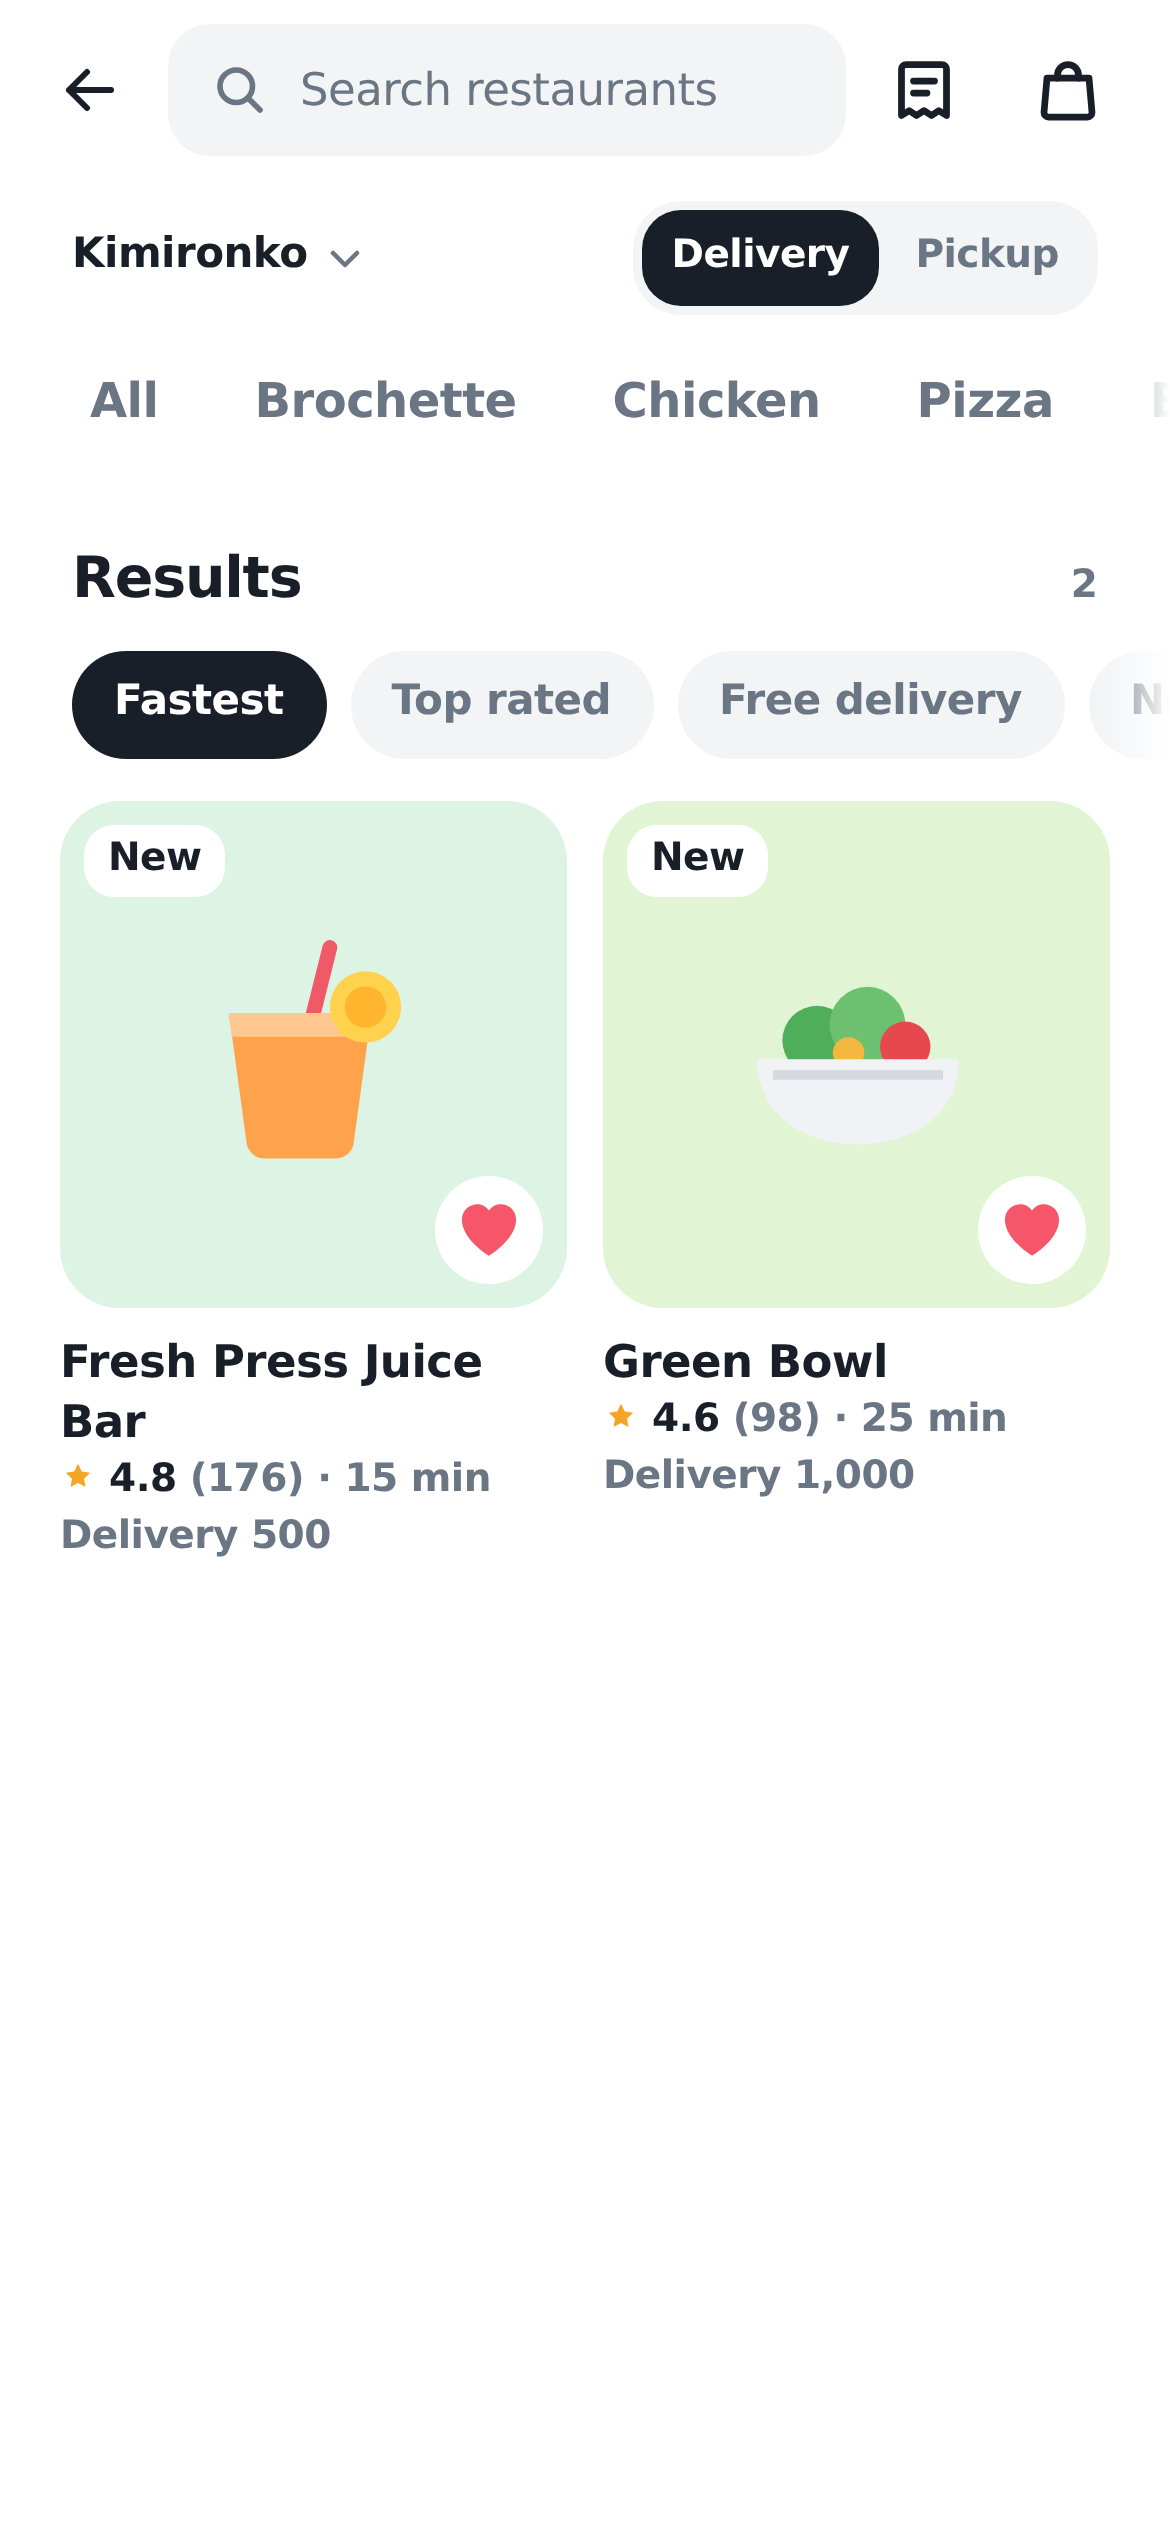 Search restaurants
Kimironko
Delivery Pickup
All Brochette Chicken Pizza
Results
2
Fastest Top rated Free delivery
New
New
Fresh Press Juice
Bar
4.8 (176) · 15 min
Delivery 500
Green Bowl
4.6 (98) · 25 min
Delivery 1,000